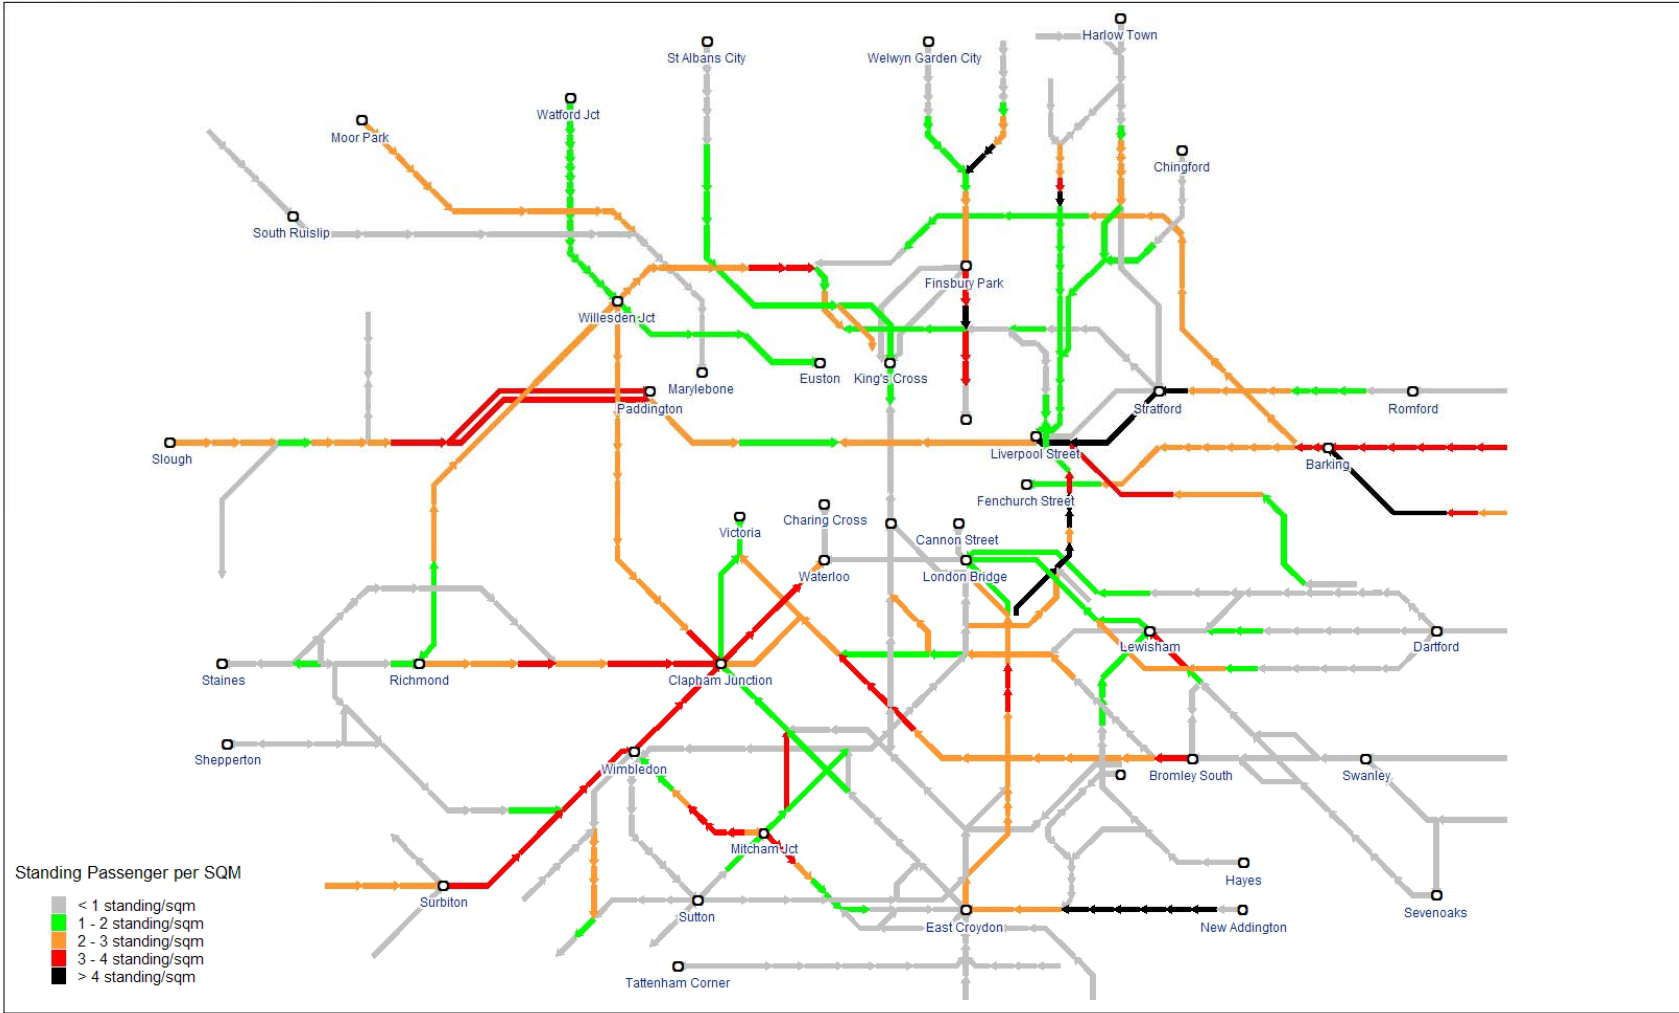 Harlow Town
St Albans City
Welwyn Garden City
Watford Jct
Moor Park
Chingford
South Ruislip
Finsbury Park
Willesden Jct
Marylebone
Euston
King's Cross
Paddington
Stratford
Romford
Slough
Liverpool Street
Barking
Fenchurch Street
Charing Cross
Victoria
Cannon Street
Waterloo
London Bridge
Lewisham
Dartford
Staines
Richmond
Clapham Junction
Shepperton
Wimbledon
Bromley South
Swanley
Mitcham Jct
Standing Passenger per SQM
Hayes
Surbiton
< 1 standing/sqm
Sutton
Sevenoaks
1 - 2 standing/sqm
East Croydon
New Addington
2 - 3 standing/sqm
3 - 4 standing/sqm
> 4 standing/sqm
Tattenham Corner